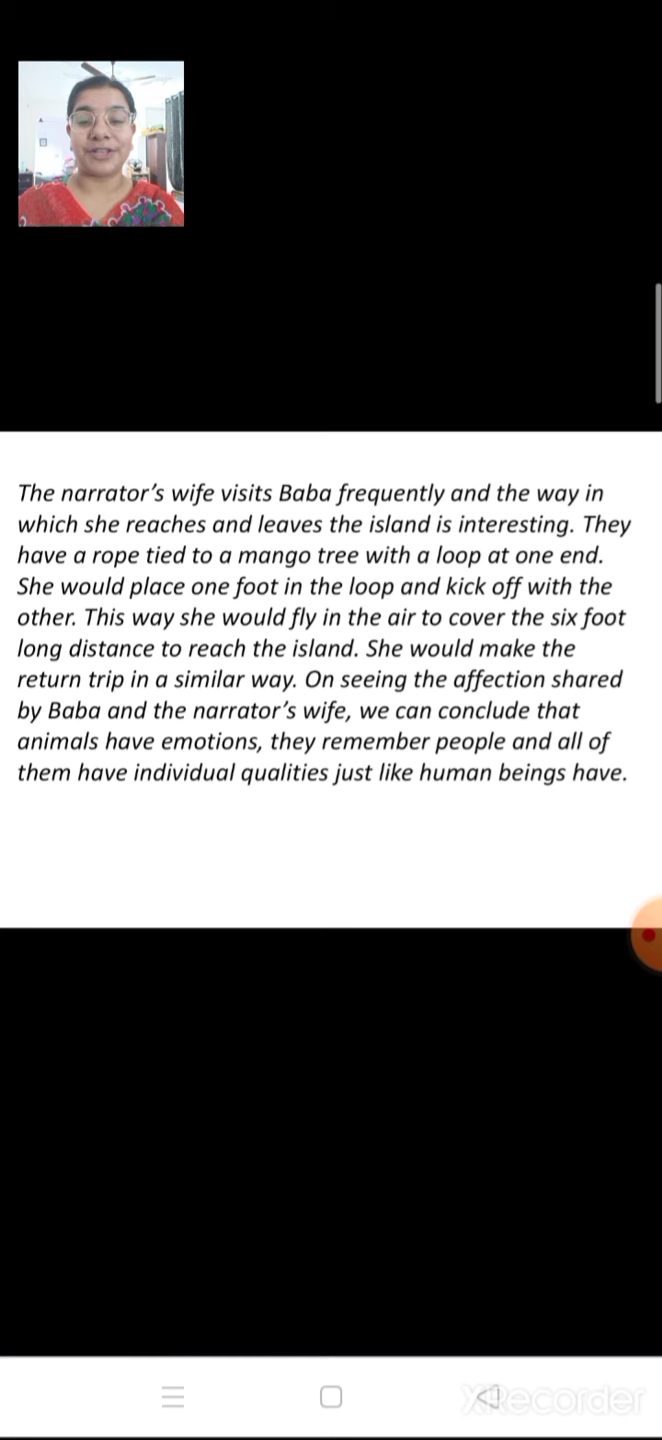 The narrator’s wife visits Baba frequently and the way in
which she reaches and leaves the island is interesting. They
have a rope tied to a mango tree with a loop at one end.
She would place one foot in the loop and kick off with the
other. This way she would fly in the air to cover the six foot
long distance to reach the island. She would make the
return trip in a similar way. On seeing the affection shared
by Baba and the narrator’s wife, we can conclude that
animals have emotions, they remember people and all of
them have individual qualities just like human beings have.
XRecorder